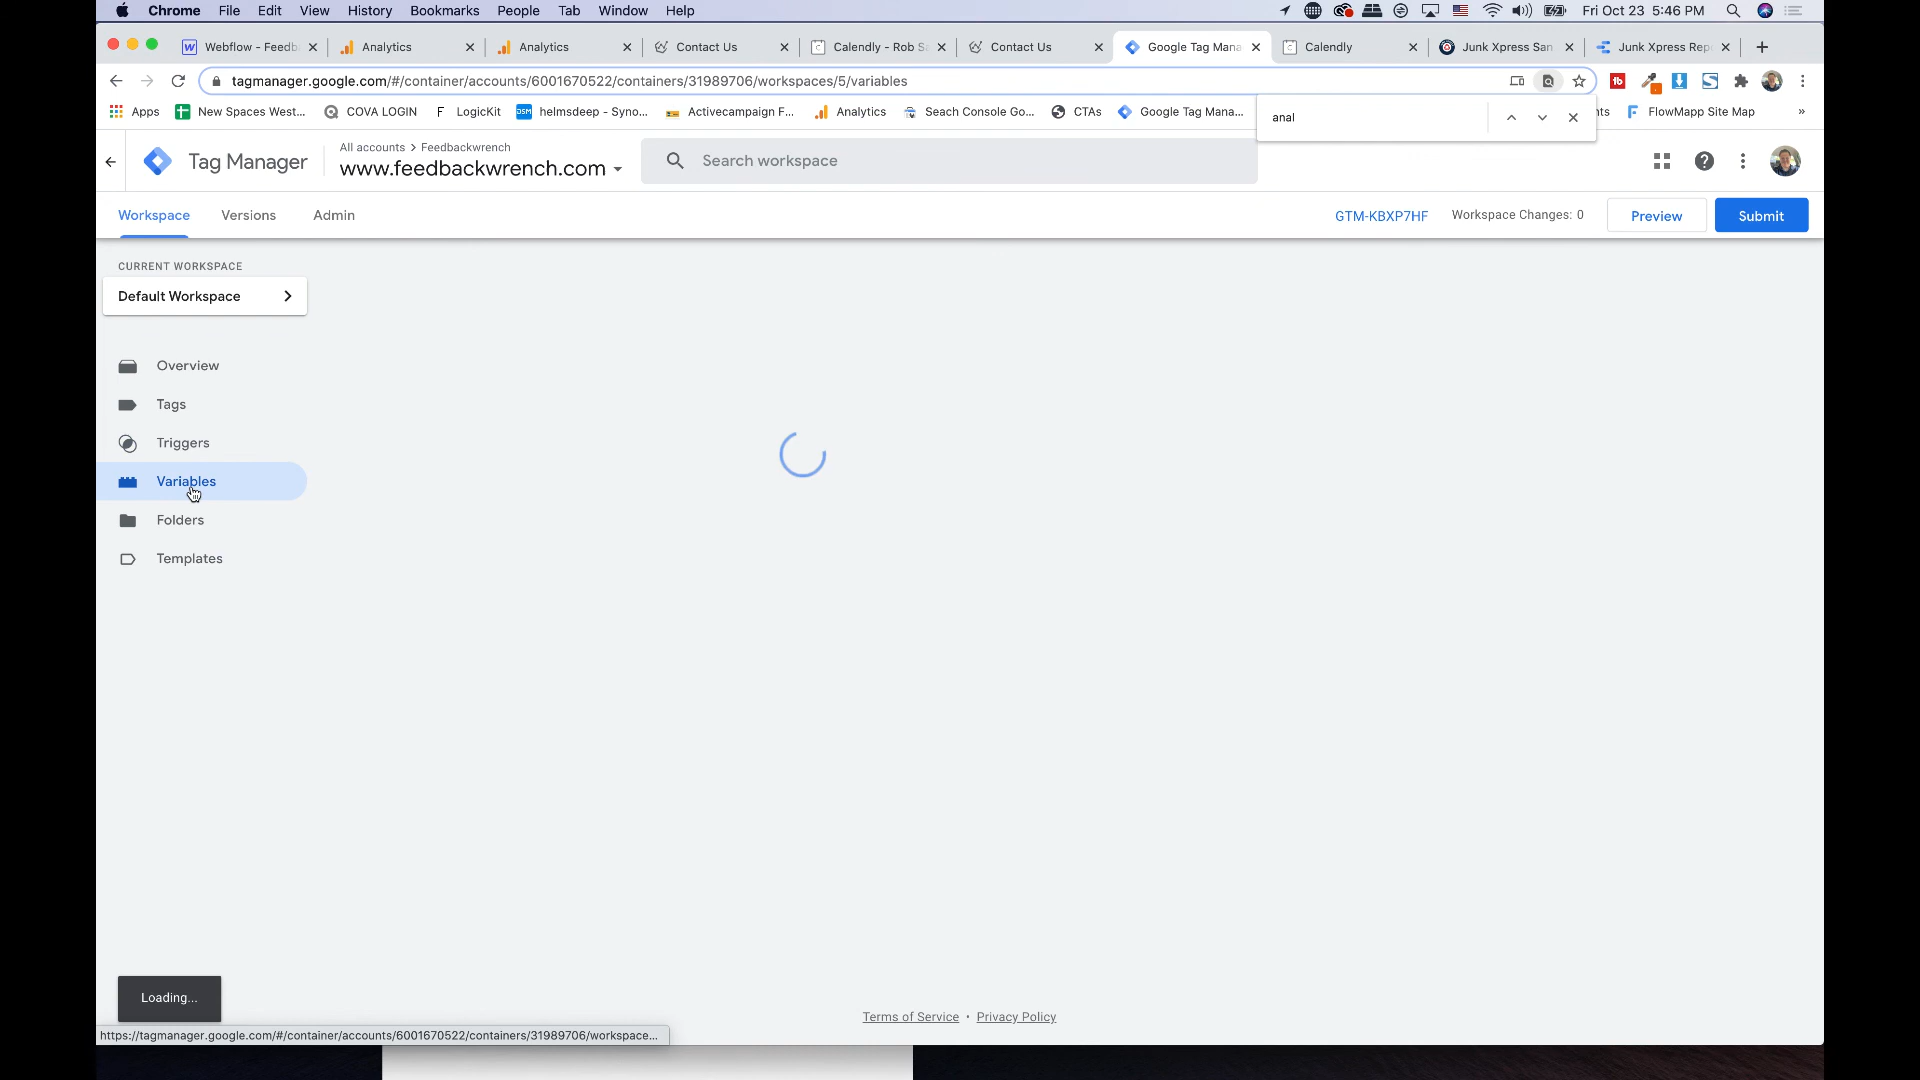 Chrome File Edit View History Bookmarks People Tab Window Help Fri Oct 23 5:46 PM
Webflow - Feedb Analytics Analytics Contact Us Calendly - Rob S Contact Us Google Tag Mana Calendly Junk Xpress San Junk Xpress Rep
tagmanager.google.com/#/container/accounts/6001670522/containers/31989706/workspaces/5/variables
Apps New Spaces West... COVA LOGIN LogicKit helmsdeep - Syno... Activecampaign F... Analytics Seach Console Go... CTAs Google Tag Mana... nts FlowMapp Site Map »
anal
Tag Manager
All accounts > Feedbackwrench
www.feedbackwrench.com
Search workspace
Workspace Versions Admin GTM-KBXP7HF Workspace Changes: 0 Preview Submit
CURRENT WORKSPACE
Default Workspace
Overview
Tags
Triggers
Variables
Folders
Templates
Loading...
Terms of Service • Privacy Policy
https://tagmanager.google.com/#/container/accounts/6001670522/containers/31989706/workspace...